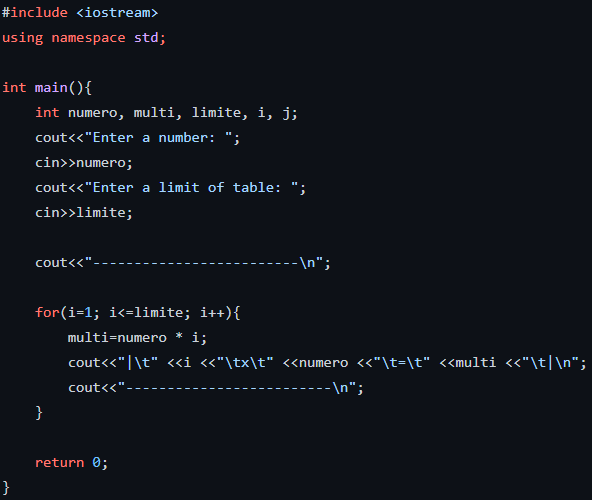 #include <iostream>
using namespace std;

int main(){
    int numero, multi, limite, i, j;
    cout<<"Enter a number: ";
    cin>>numero;
    cout<<"Enter a limit of table: ";
    cin>>limite;

    cout<<"-------------------------\n";

    for(i=1; i<=limite; i++){
        multi=numero * i;
        cout<<"|\t" <<i <<"\tx\t" <<numero <<"\t=\t" <<multi <<"\t|\n";
        cout<<"-------------------------\n";
    }

    return 0;
}